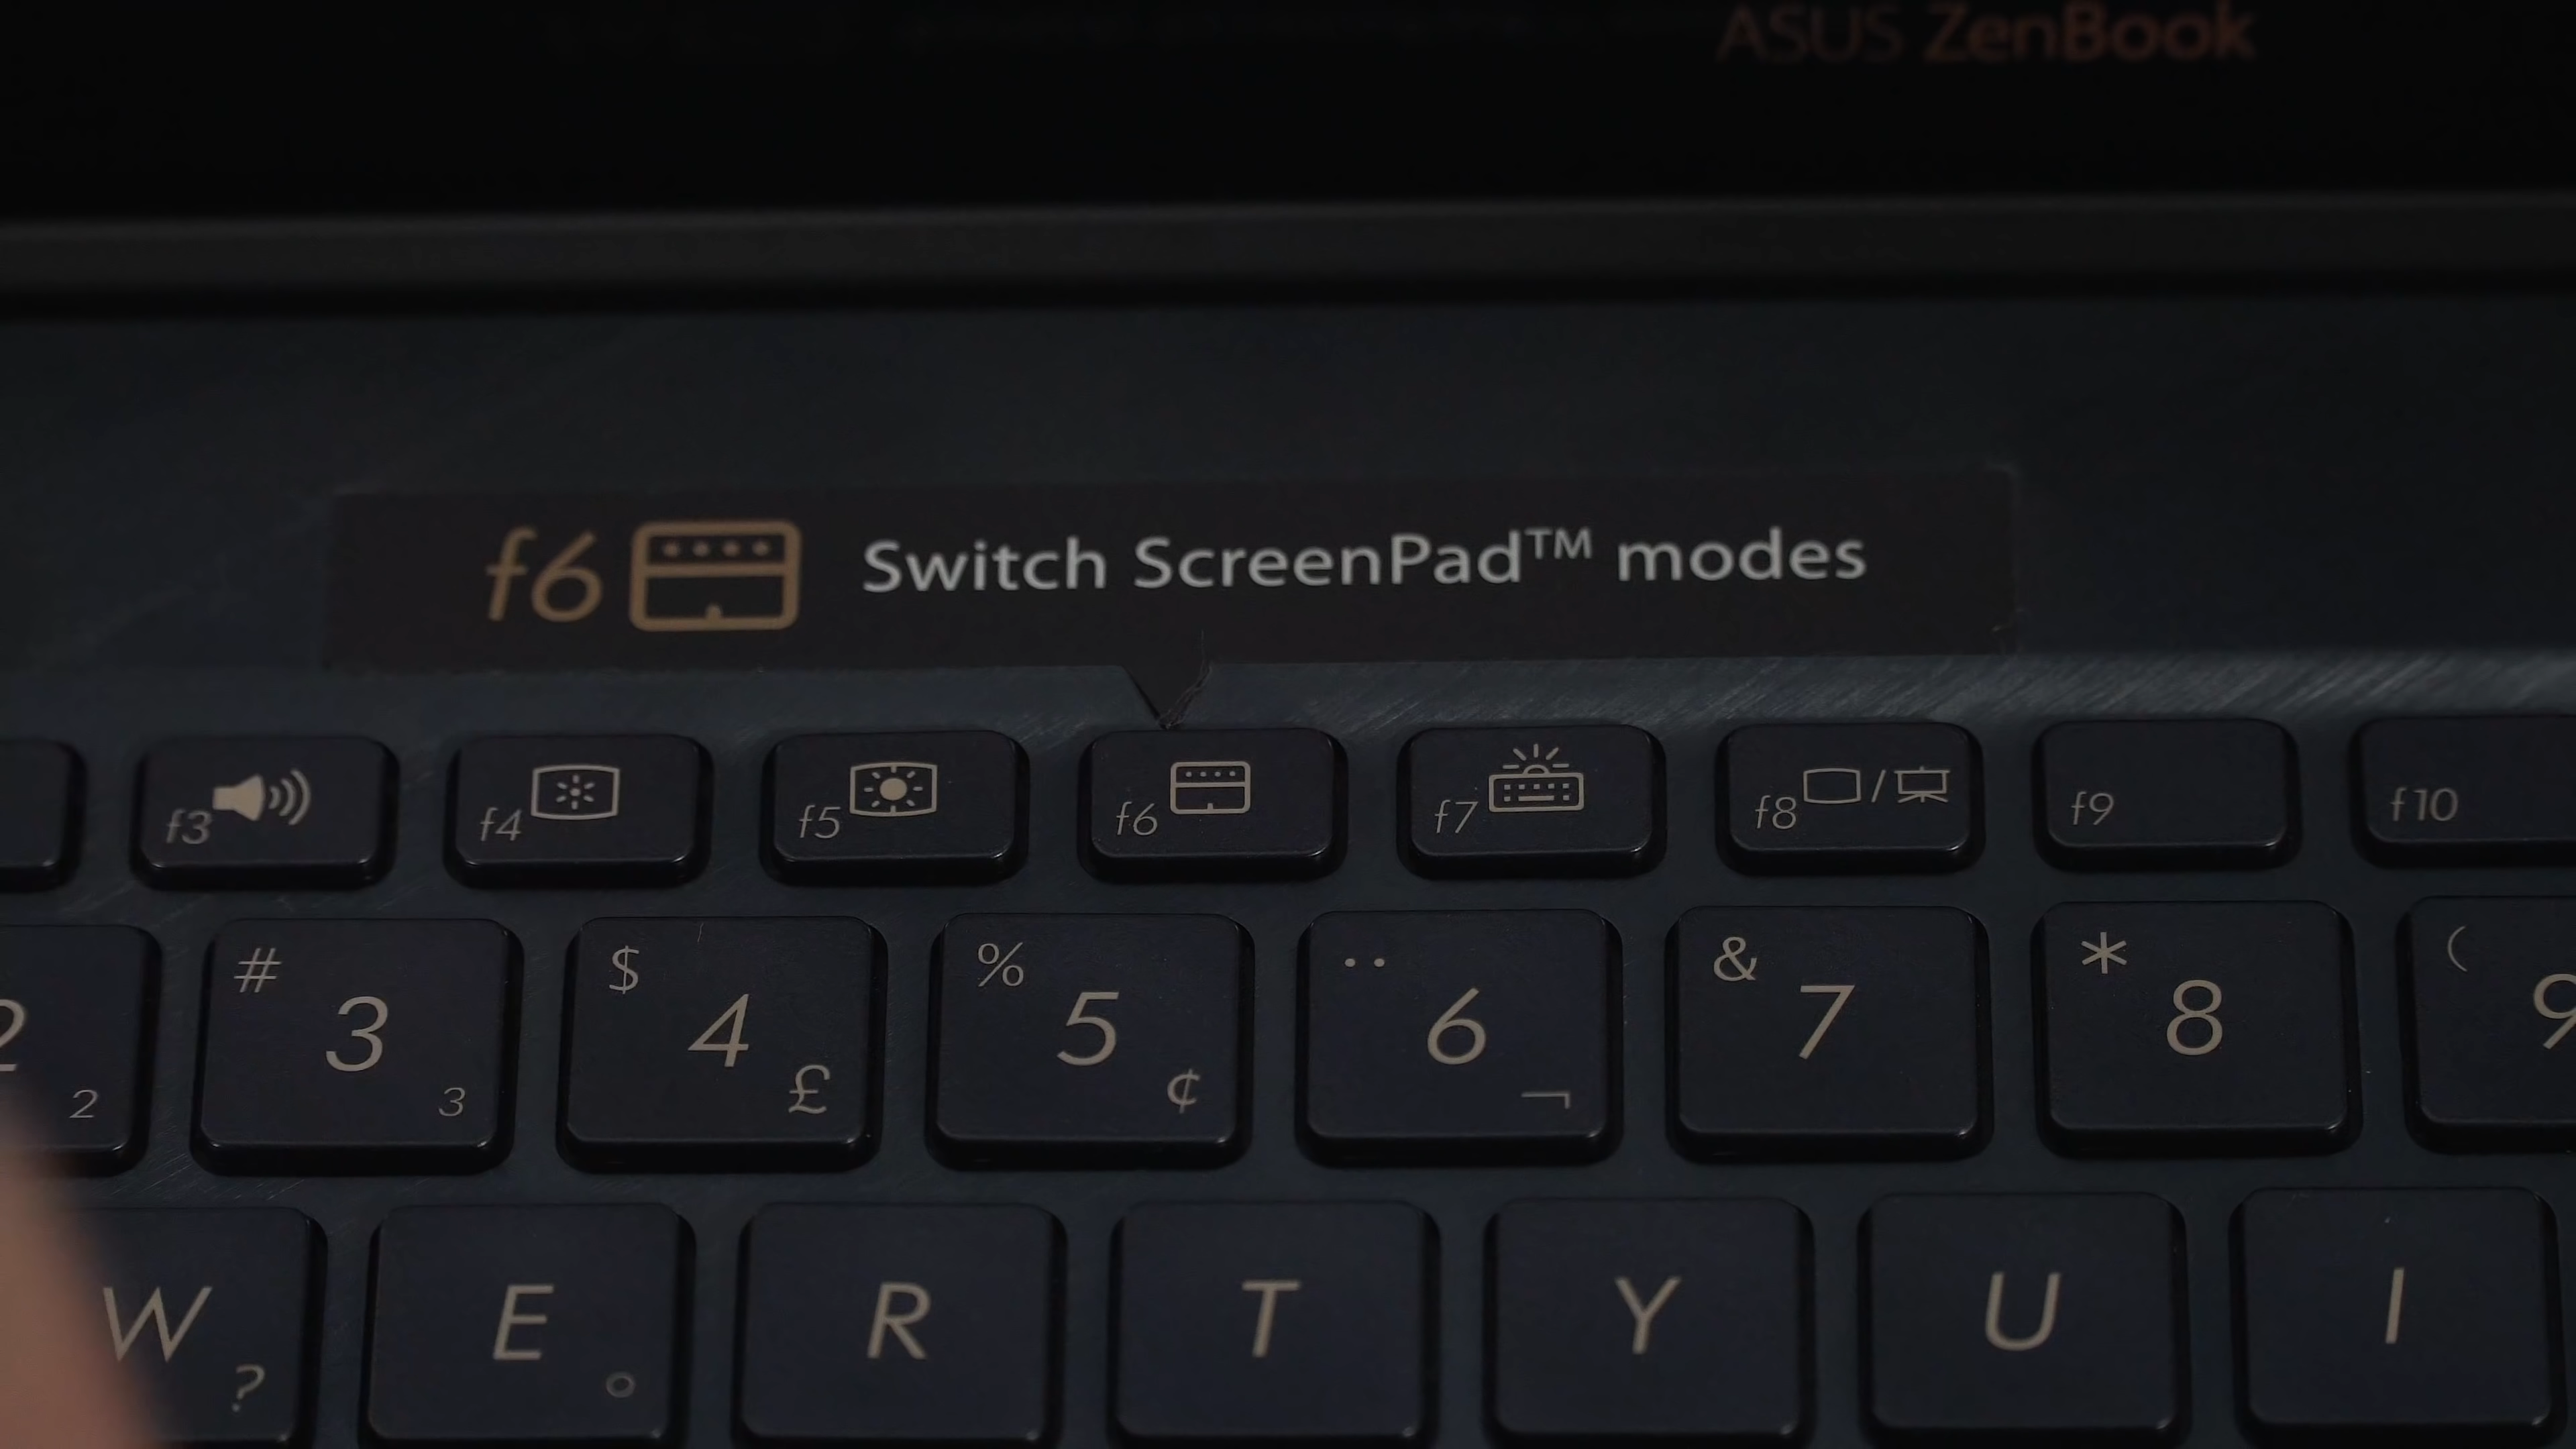 ASUS ZenBook
f6 Switch ScreenPad™ modes
f3 f4 f5 f6 f7 f8 / f9 f10
# $ % ¨ & * (
2 3 4 5 6 7 8 9
2 3 £ ¢ ¬
W E R T Y U I
? °